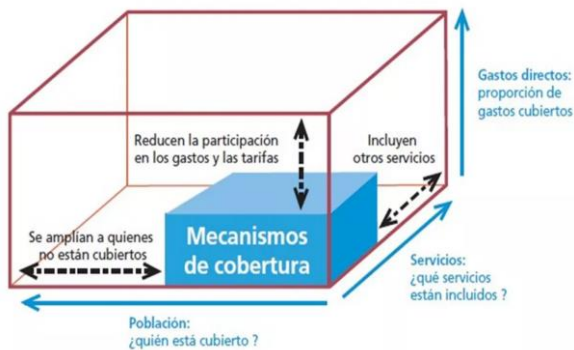 Gastos directos:
proporción de
gastos cubiertos
Reducen la participación
en los gastos y las tarifas
Incluyen
otros servicios
Se amplían a quienes
no están cubiertos
Mecanismos
de cobertura
Servicios:
¿qué servicios
están incluidos ?
Población:
¿quién está cubierto ?